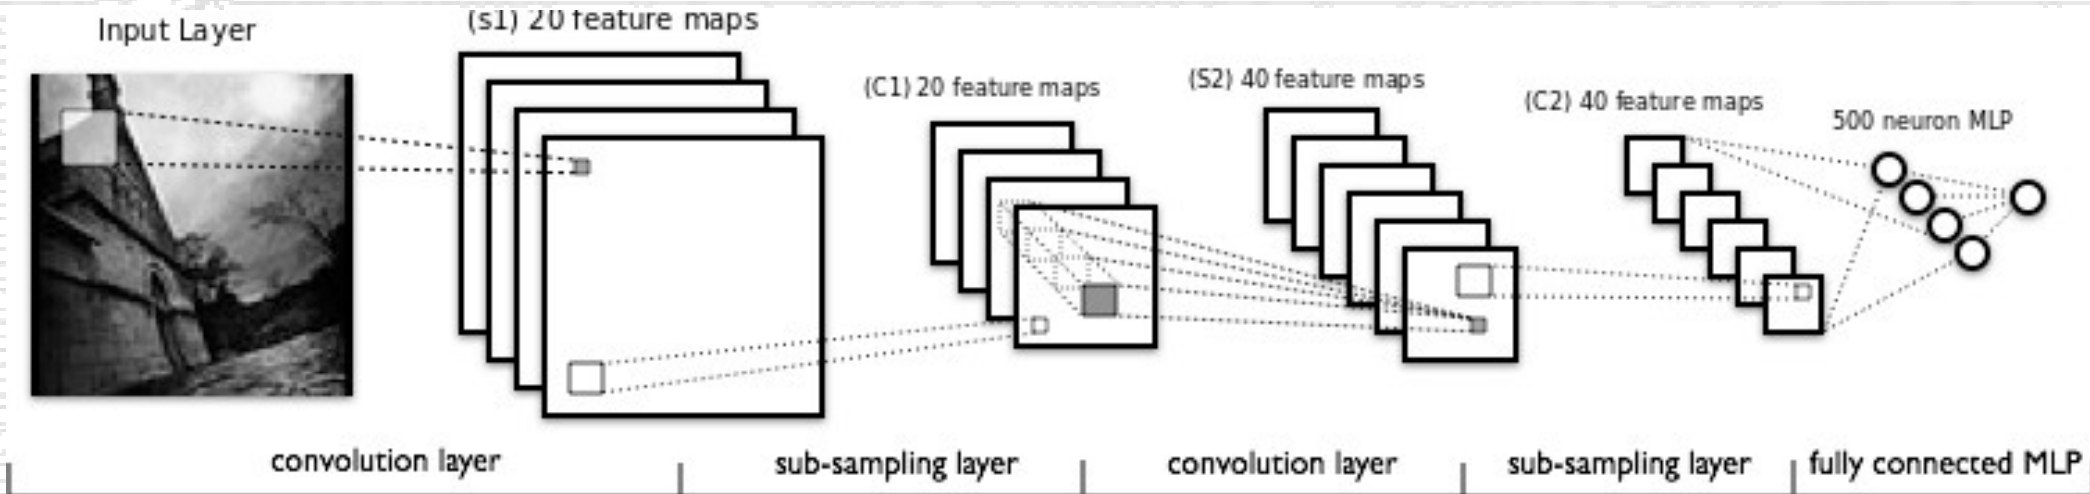 Input Layer
(s1) 20 feature maps
(C1) 20 feature maps
(S2) 40 feature maps
(C2) 40 feature maps
500 neuron MLP
convolution layer
sub-sampling layer
convolution layer
sub-sampling layer
fully connected MLP